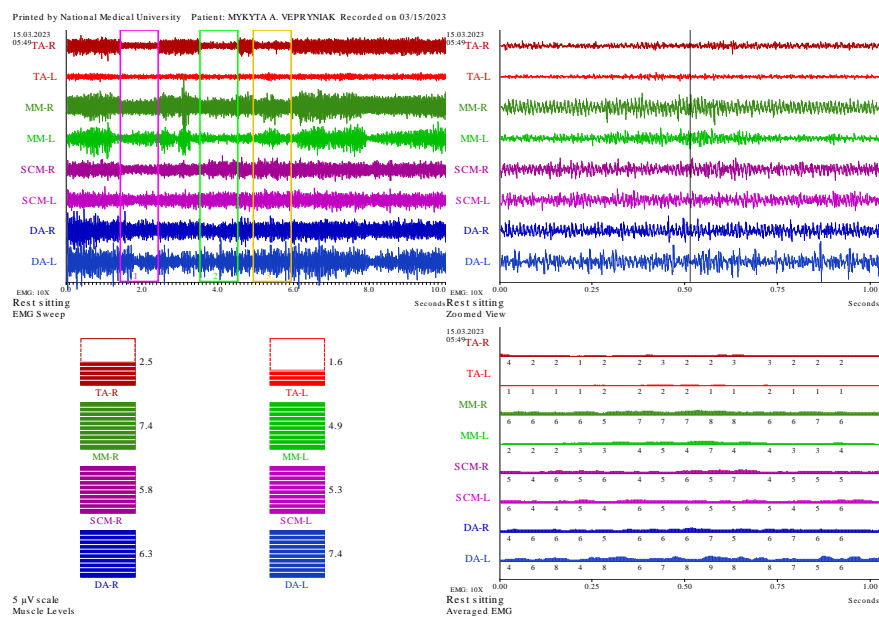 Printed by National Medical University Patient: MYKYTA A. VEPRYNIAK Recorded on 03/15/2023
15.03.2023
05:49
TA-R
TA-L
MM-R
MM-L
SCM-R
SCM-L
DA-R
DA-L
1 2
EMG: 10X
0.0 2.0 4.0 6.0 8.0 10.0
Seconds
Rest sitting
EMG Sweep
15.03.2023
05:49
TA-R
TA-L
MM-R
MM-L
SCM-R
SCM-L
DA-R
DA-L
EMG: 10X
0.00 0.25 0.50 0.75 1.00
Seconds
Rest sitting
Zoomed View
2.5 1.6
TA-R TA-L
7.4 4.9
MM-R MM-L
5.8 5.3
SCM-R SCM-L
6.3 7.4
DA-R DA-L
5 µV scale
Muscle Levels
15.03.2023
05:49
TA-R
4 2 2 1 2 2 3 2 2 3 3 2 2 2
TA-L
1 1 1 1 1 2 2 2 1 1 2 1 1 1
MM-R
6 6 6 6 5 7 7 7 8 8 6 6 7 6
MM-L
2 2 2 3 3 4 5 4 7 4 4 4 3 4
SCM-R
5 4 5 4 6 5 4 5 6 7 5 4 5 5
SCM-L
6 4 4 5 4 6 6 5 5 5 4 4 5 6
DA-R
4 6 6 6 5 6 5 6 7 5 4 6 7 6
DA-L
4 6 8 4 8 6 8 7 9 8 8 7 5 6
EMG: 10X
0.00 0.25 0.50 0.75 1.00
Seconds
Rest sitting
Averaged EMG